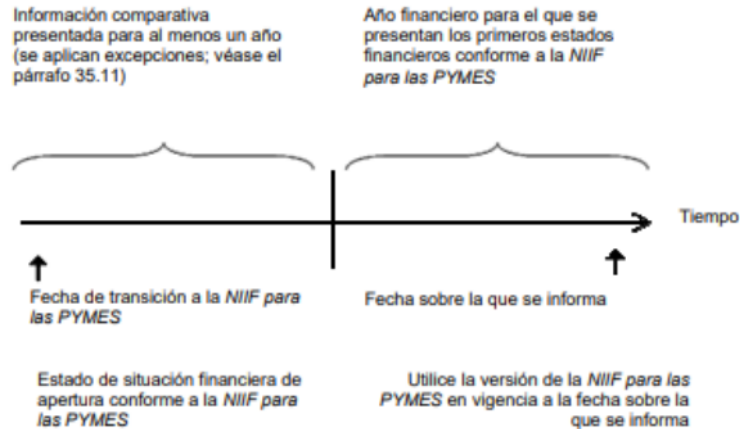 Información comparativa
presentada para al menos un año
(se aplican excepciones; véase el
párrafo 35.11)
Año financiero para el que se
presentan los primeros estados
financieros conforme a la NIIF
para las PYMES
Tiempo
Fecha de transición a la NIIF para
las PYMES
Fecha sobre la que se informa
Estado de situación financiera de
apertura conforme a la NIIF para
las PYMES
Utilice la versión de la NIIF para las
PYMES en vigencia a la fecha sobre la
que se informa